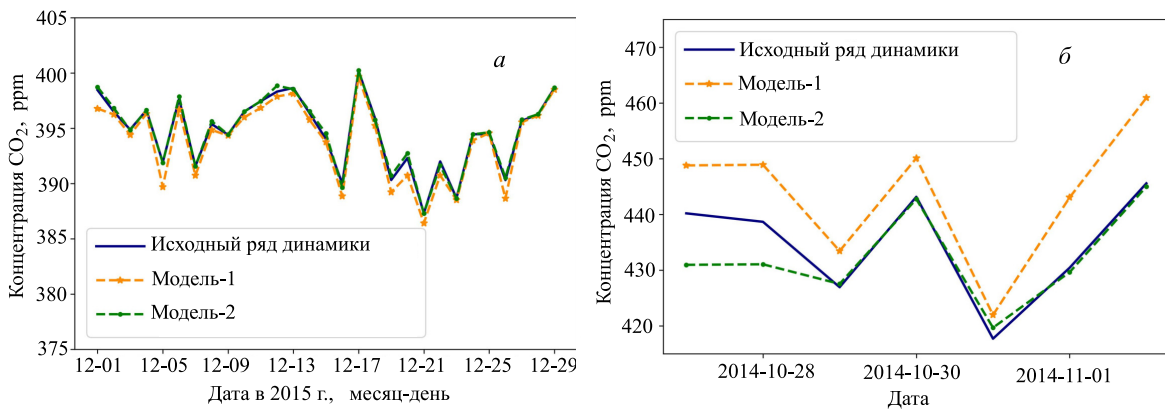 405
400
395
390
385
380
375
Концентрация CO₂, ppm
а
Исходный ряд динамики
Модель-1
Модель-2
12-01 12-05 12-09 12-13 12-17 12-21 12-25 12-29
Дата в 2015 г., месяц-день
470
460
450
440
430
420
Концентрация CO₂, ppm
б
Исходный ряд динамики
Модель-1
Модель-2
2014-10-28 2014-10-30 2014-11-01
Дата